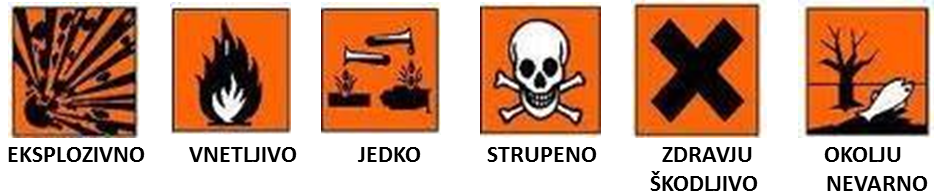 EKSPLOZIVNO
VNETLJIVO
JEDKO
STRUPENO
ZDRAVJU
ŠKODLJIVO
OKOLJU
NEVARNO